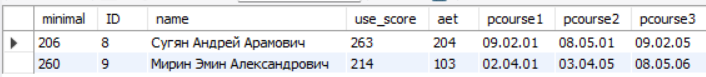 minimal ID name use_score aet pcourse1 pcourse2 pcourse3
206 8 Сугян Андрей Арамович 263 204 09.02.01 08.05.01 09.02.05
260 9 Мирин Эмин Александрович 214 103 02.04.01 03.04.05 08.05.06